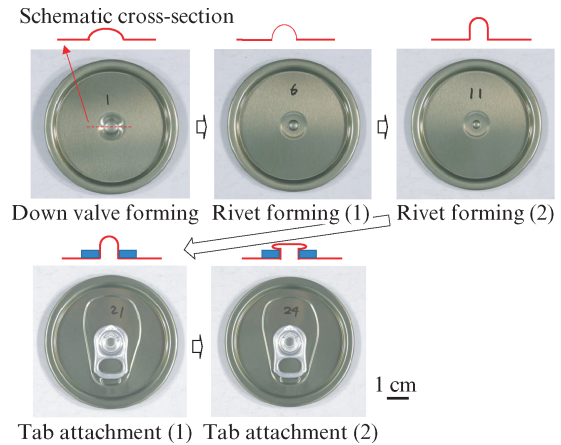 Schematic cross-section
1
6
11
Down valve forming
Rivet forming (1)
Rivet forming (2)
21
24
1 cm
Tab attachment (1)
Tab attachment (2)